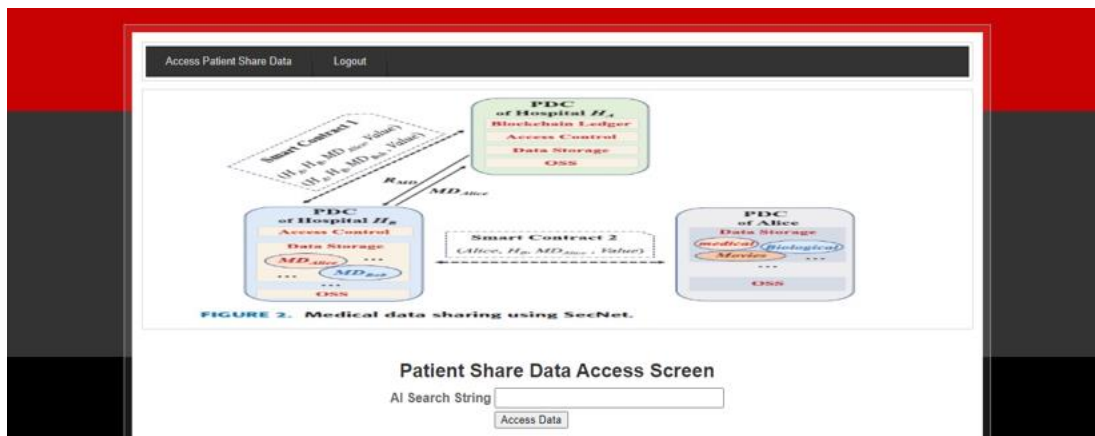 Access Patient Share Data Logout
PDC
of Hospital H_A
Blockchain Ledger
Access Control
Data Storage
OSS
Smart Contract 1
(H_A, H_B, MD_Alice, Value)
(H_A, H_B, MD_Bob, Value)
R_MD
MD_Alice
PDC
of Hospital H_B
Access Control
Data Storage
MD_Alice ...
... MD_Bob
...
OSS
Smart Contract 2
(Alice, H_B, MD_Alice, Value)
PDC
of Alice
Data Storage
medical Biological
Movies ...
...
OSS
FIGURE 2. Medical data sharing using SecNet.
Patient Share Data Access Screen
AI Search String
Access Data